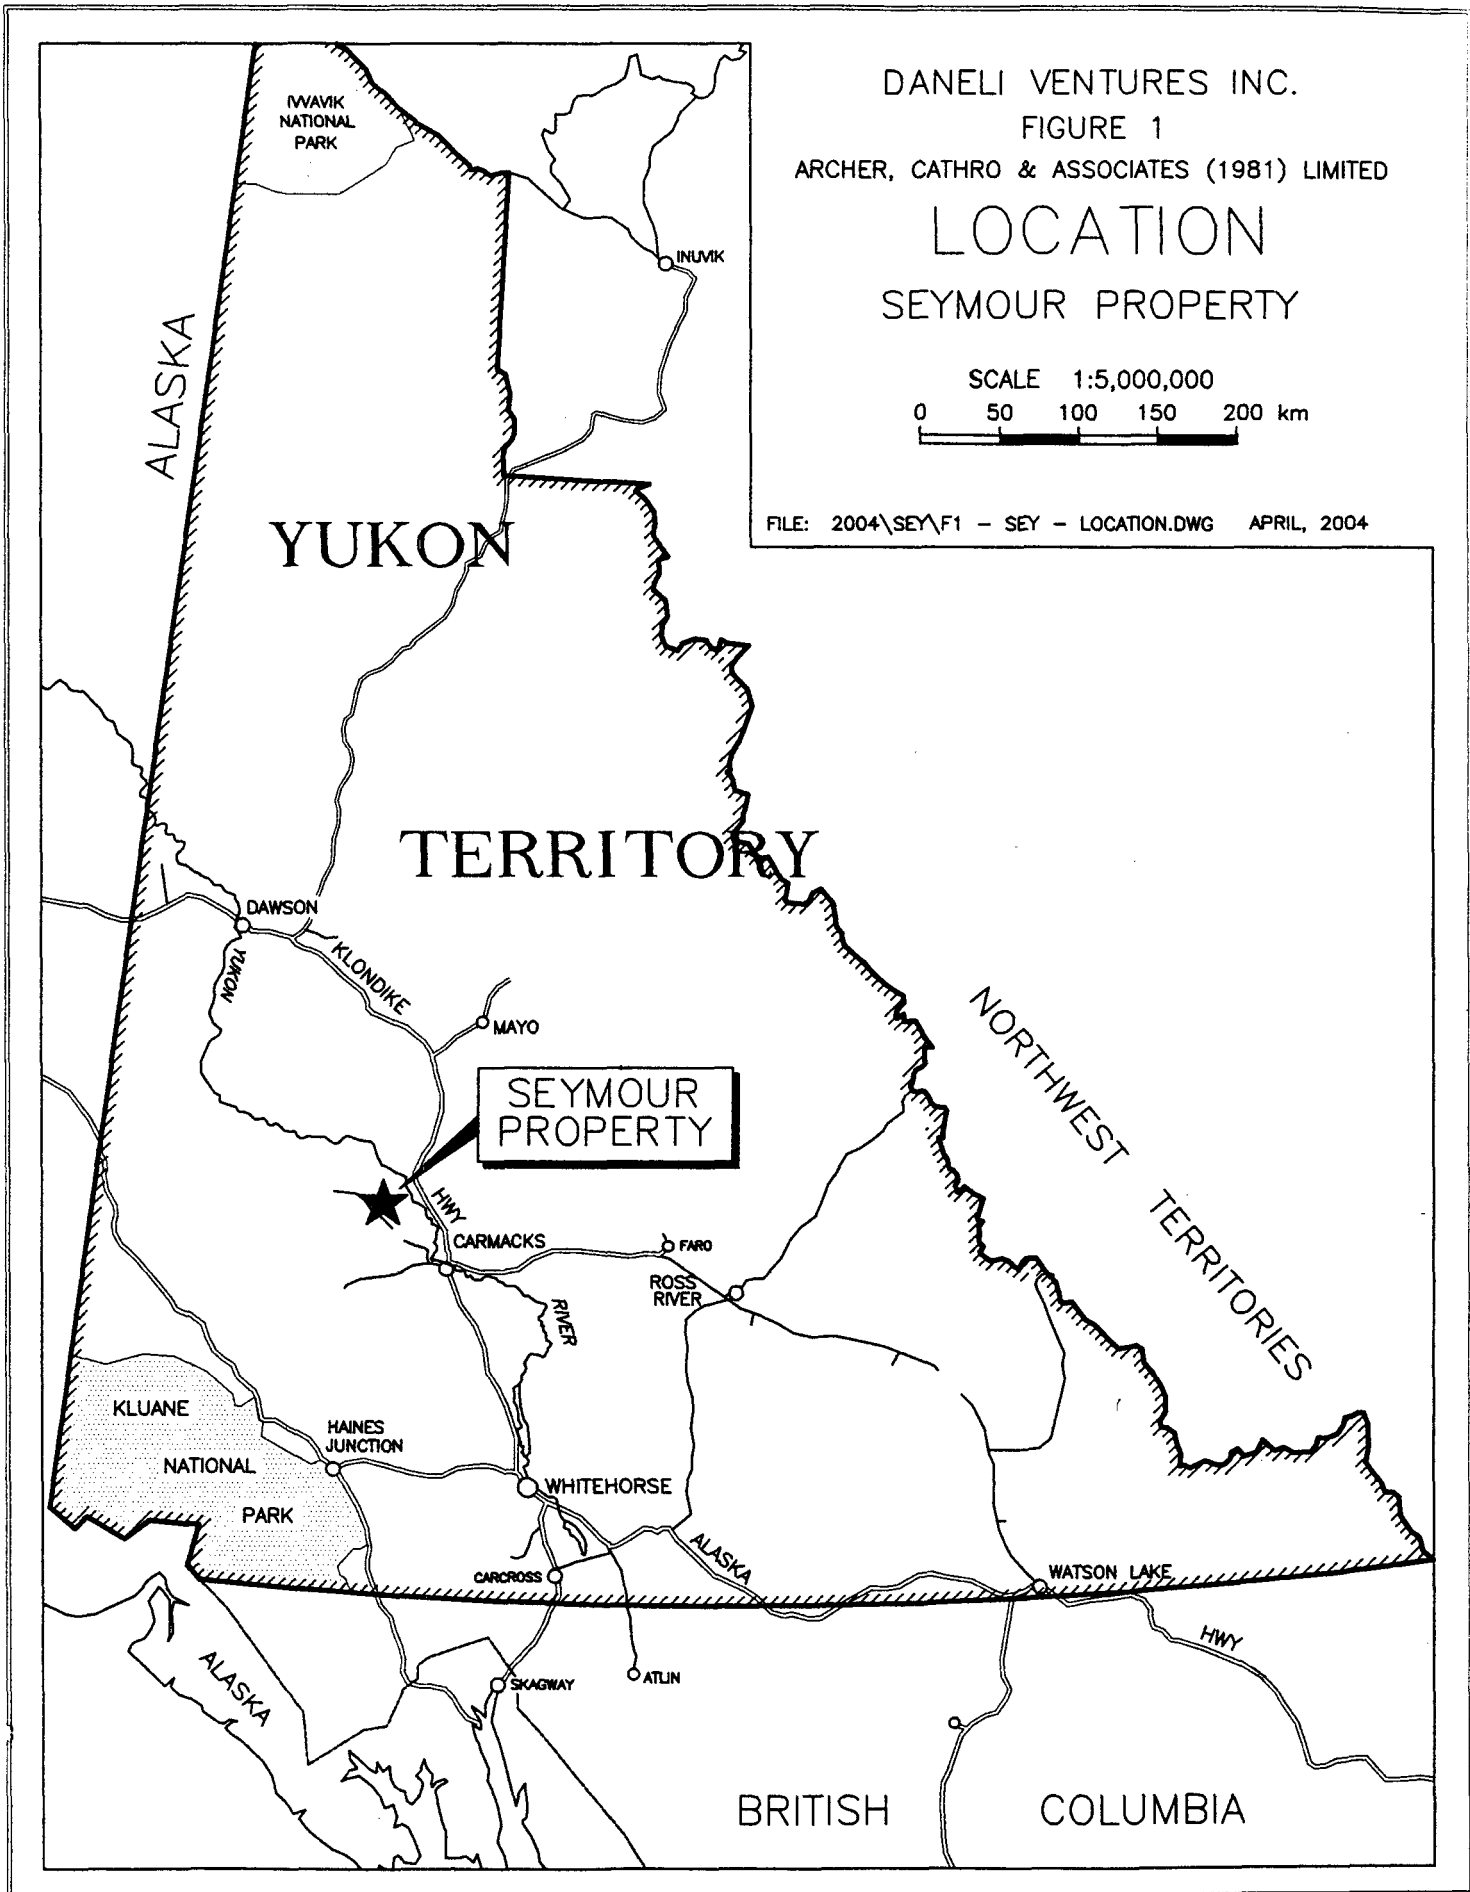 DANELI VENTURES INC.
FIGURE 1
ARCHER, CATHRO & ASSOCIATES (1981) LIMITED
LOCATION
SEYMOUR PROPERTY
SCALE 1:5,000,000
0 50 100 150 200 km
FILE: 2004\SEY\F1 - SEY - LOCATION.DWG APRIL, 2004
IVVAVIK
NATIONAL
PARK
INUVIK
ALASKA
YUKON
TERRITORY
DAWSON
YUKON
KLONDIKE
MAYO
NORTHWEST
TERRITORIES
SEYMOUR
PROPERTY
HWY
CARMACKS
FARO
ROSS
RIVER
RIVER
KLUANE
NATIONAL
PARK
HAINES
JUNCTION
WHITEHORSE
ALASKA
CARCROSS
WATSON LAKE
HWY
ALASKA
SKAGWAY
ATLIN
BRITISH COLUMBIA